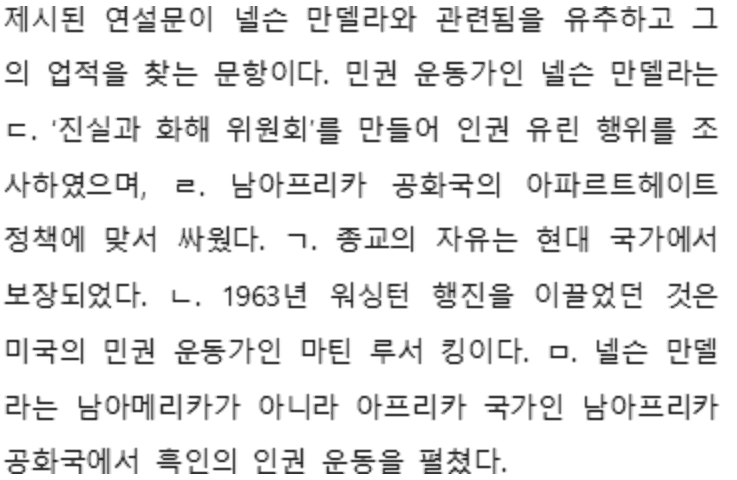 제시된 연설문이 넬슨 만델라와 관련됨을 유추하고 그
의 업적을 찾는 문항이다. 민권 운동가인 넬슨 만델라는
ㄷ. '진실과 화해 위원회'를 만들어 인권 유린 행위를 조
사하였으며, ㄹ. 남아프리카 공화국의 아파르트헤이트
정책에 맞서 싸웠다. ㄱ. 종교의 자유는 현대 국가에서
보장되었다. ㄴ. 1963년 워싱턴 행진을 이끌었던 것은
미국의 민권 운동가인 마틴 루서 킹이다. ㅁ. 넬슨 만델
라는 남아메리카가 아니라 아프리카 국가인 남아프리카
공화국에서 흑인의 인권 운동을 펼쳤다.